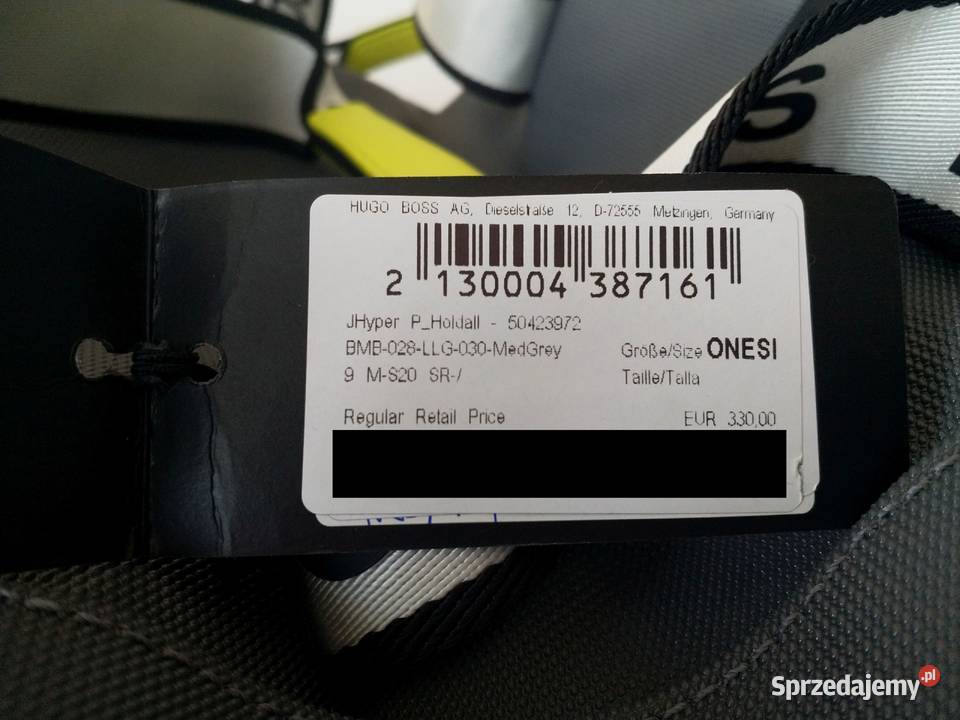 HUGO BOSS AG, Dieselstraße 12, D-72555 Metzingen, Germany
2 130004 387161
JHyper P_Holdall - 50423972
BMB-028-LLG-030-MedGrey
Größe/Size ONESI
9 M-S20 SR-/
Taille/Talla
Regular Retail Price EUR 330,00
S
Sprzedajemy.pl